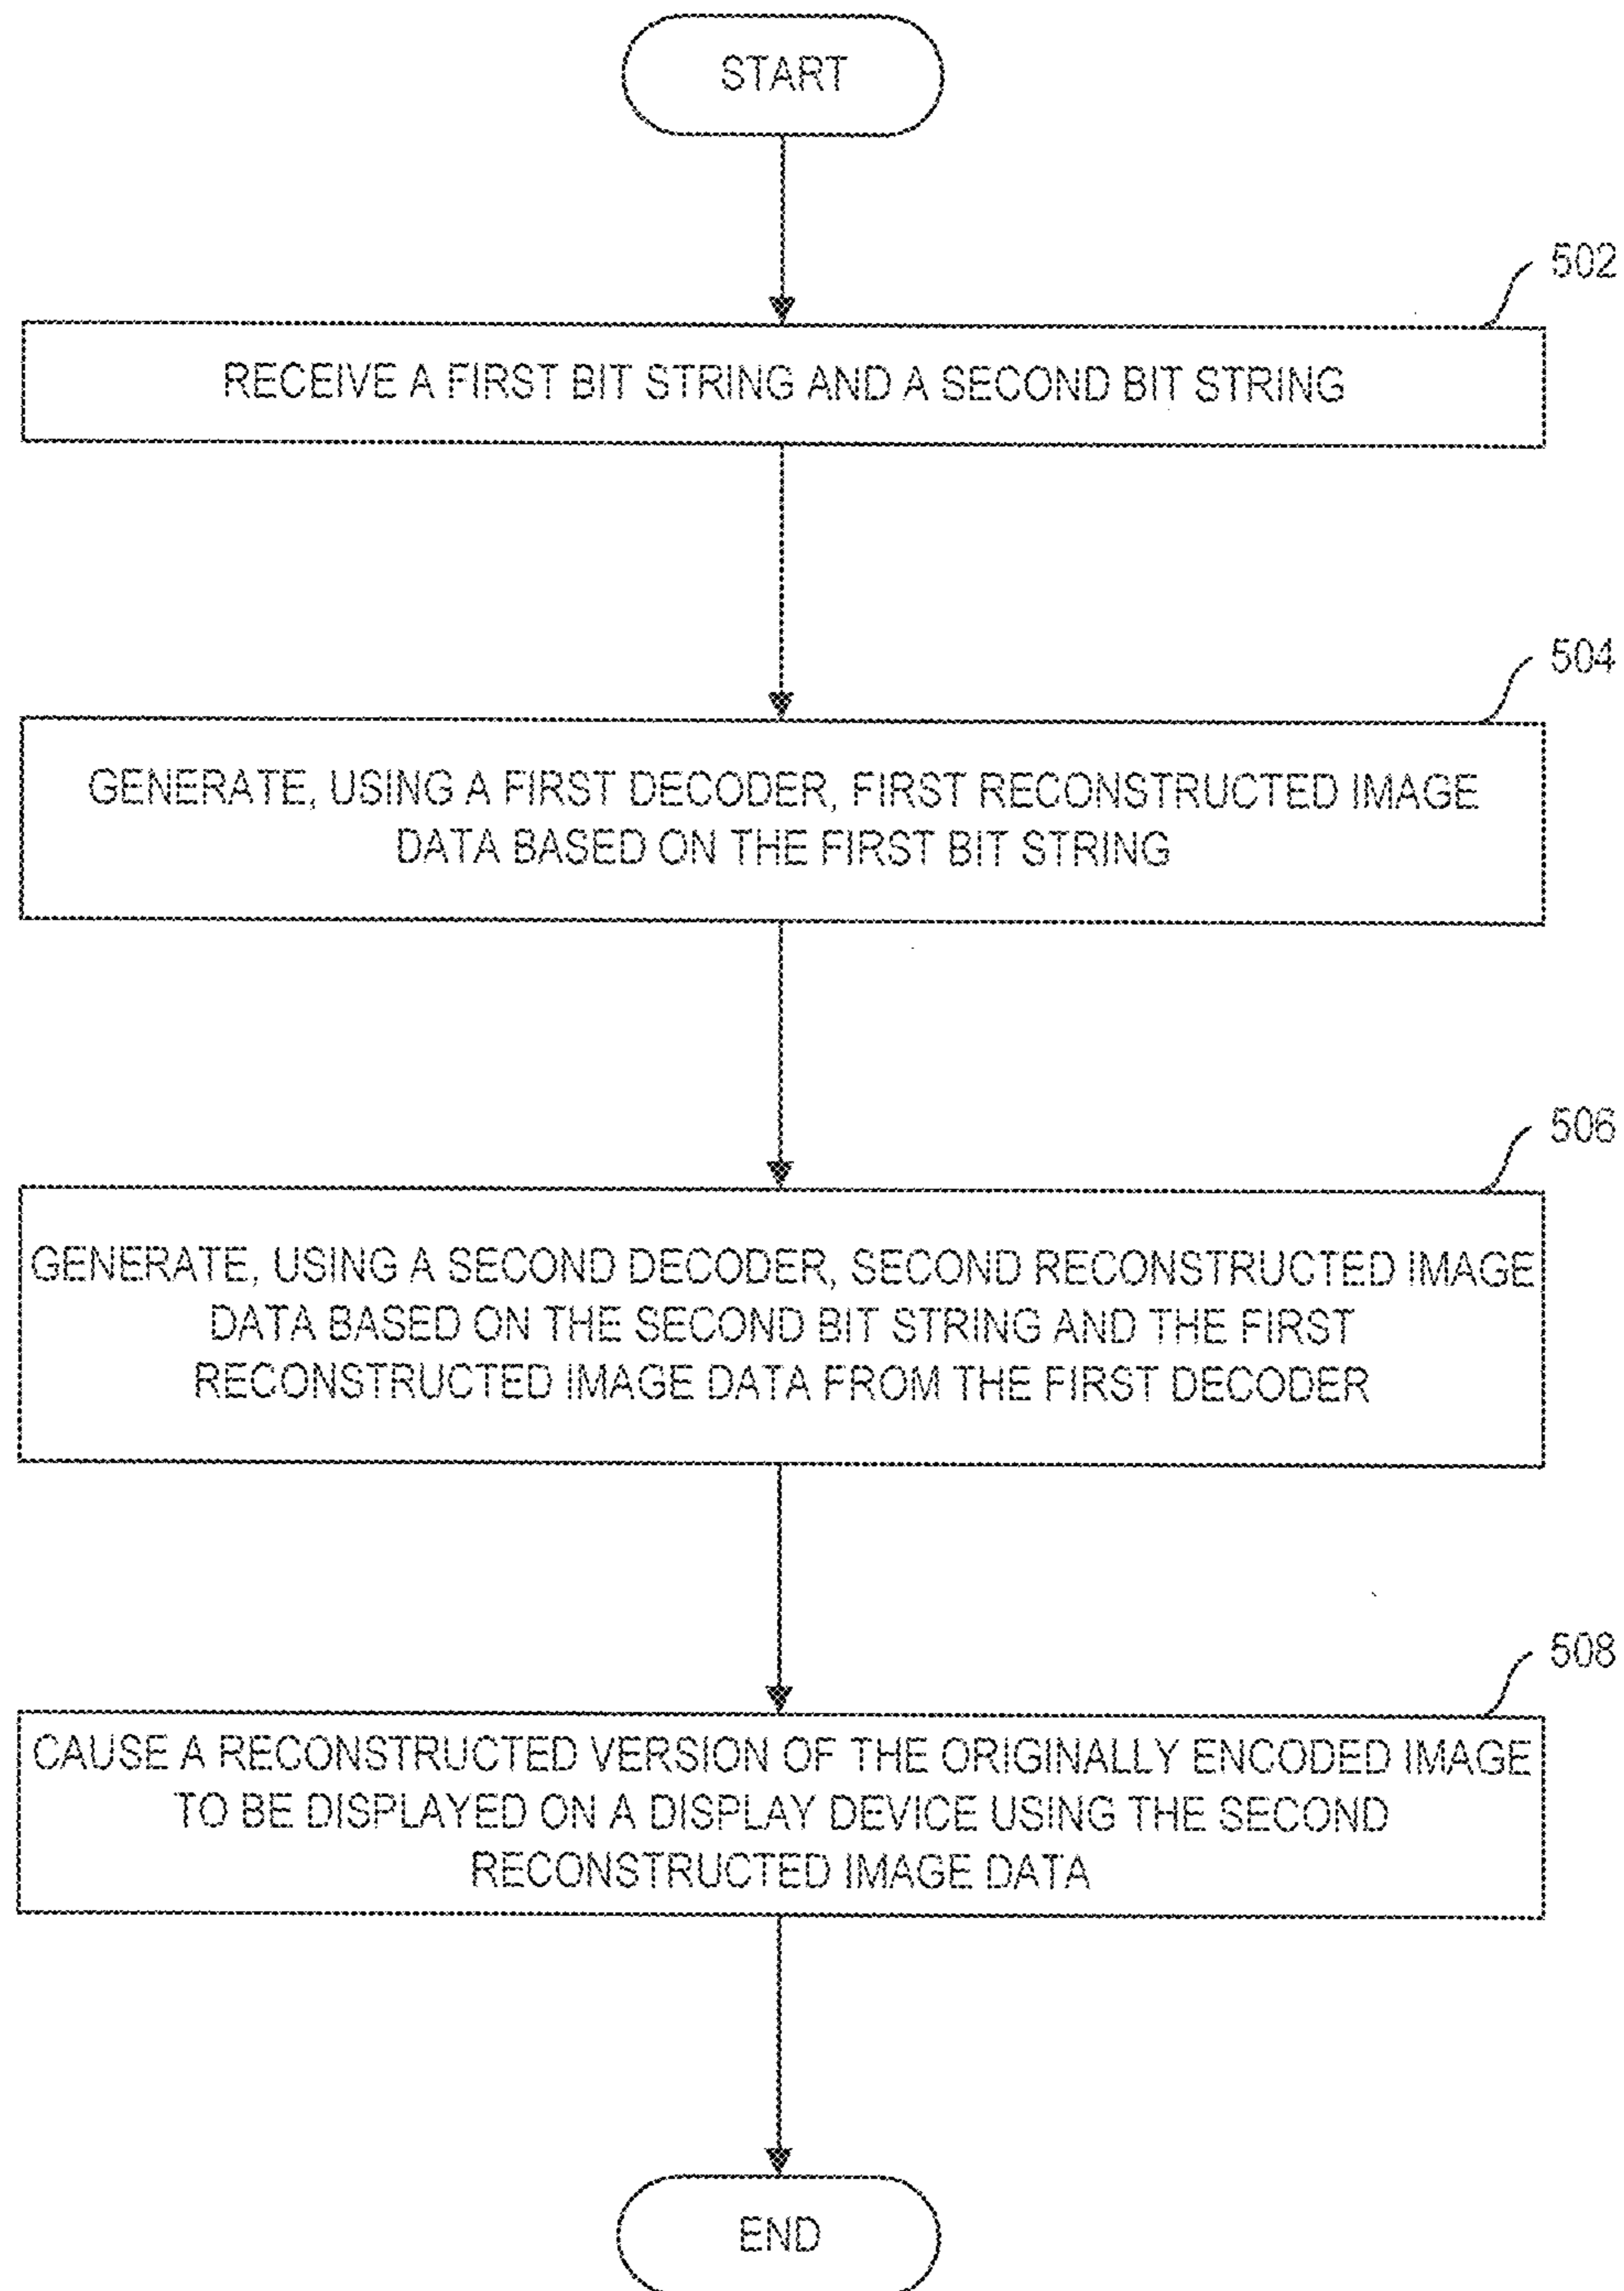 START
502
RECEIVE A FIRST BIT STRING AND A SECOND BIT STRING
504
GENERATE, USING A FIRST DECODER, FIRST RECONSTRUCTED IMAGE
DATA BASED ON THE FIRST BIT STRING
506
GENERATE, USING A SECOND DECODER, SECOND RECONSTRUCTED IMAGE
DATA BASED ON THE SECOND BIT STRING AND THE FIRST
RECONSTRUCTED IMAGE DATA FROM THE FIRST DECODER
508
CAUSE A RECONSTRUCTED VERSION OF THE ORIGINALLY ENCODED IMAGE
TO BE DISPLAYED ON A DISPLAY DEVICE USING THE SECOND
RECONSTRUCTED IMAGE DATA
END